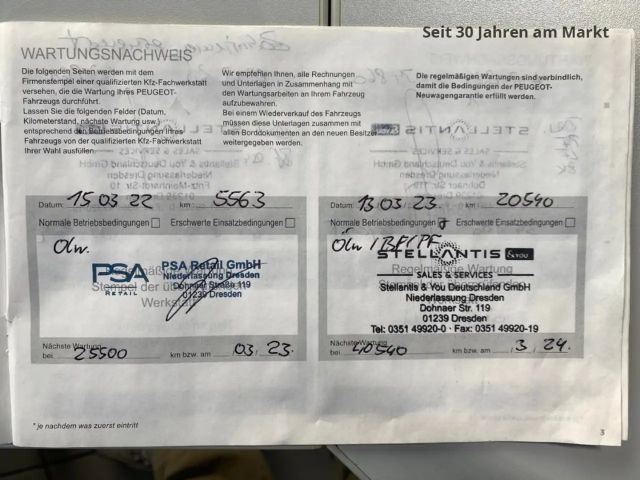 Seit 30 Jahren am Markt
WARTUNGSNACHWEIS
Die folgenden Seiten werden mit dem
Firmenstempel einer qualifizierten Kfz-Fachwerkstatt
versehen, die die Wartung Ihres PEUGEOT-
Fahrzeugs durchführt.
Lassen Sie die folgenden Felder (Datum,
Kilometerstand, nächste Wartung usw.)
entsprechend den Betriebsbedingungen Ihres
Fahrzeugs von der qualifizierten Kfz-Fachwerkstatt
Ihrer Wahl ausfüllen.
Wir empfehlen Ihnen, alle Rechnungen
und Unterlagen in Zusammenhang mit
den Wartungsarbeiten an Ihrem Fahrzeug
aufzubewahren.
Bei einem Wiederverkauf des Fahrzeugs
müssen diese Unterlagen zusammen mit
allen Borddokumenten an den neuen Besitzer
weitergegeben werden.
Die regelmäßigen Wartungen sind verbindlich,
damit die Bedingungen der PEUGEOT-
Neuwagengarantie erfüllt werden.
Datum: 15 03 22 km: 5563
Normale Betriebsbedingungen Erschwerte Einsatzbedingungen
Ölw.
PSA
RETAIL
PSA Retail GmbH
Niederlassung Dresden
Dohnaer Straße 119
01239 Dresden
Stempel der
Nächste Wartung
bei 25500 km bzw. am 03.23.
Datum: 13 03 23 km: 20540
Normale Betriebsbedingungen Erschwerte Einsatzbedingungen
STELLANTIS &YOU
SALES & SERVICES
Regelmäßige Wartung
Stellantis & You Deutschland GmbH
Niederlassung Dresden
Dohnaer Str. 119
01239 Dresden
Tel: 0351 49920-0 · Fax: 0351 49920-19
Nächste Wartung
bei 40540 km bzw. am 3.24.
* je nachdem was zuerst eintritt
3